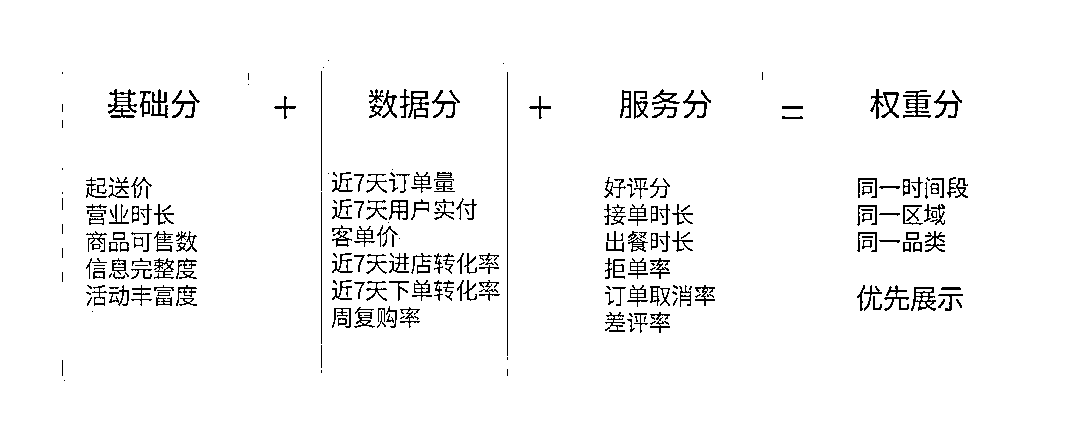 基础分 + 数据分 + 服务分 = 权重分
起送价
营业时长
商品可售数
信息完整度
活动丰富度
近7天订单量
近7天用户实付
客单价
近7天进店转化率
近7天下单转化率
周复购率
好评分
接单时长
出餐时长
拒单率
订单取消率
差评率
同一时间段
同一区域
同一品类
优先展示